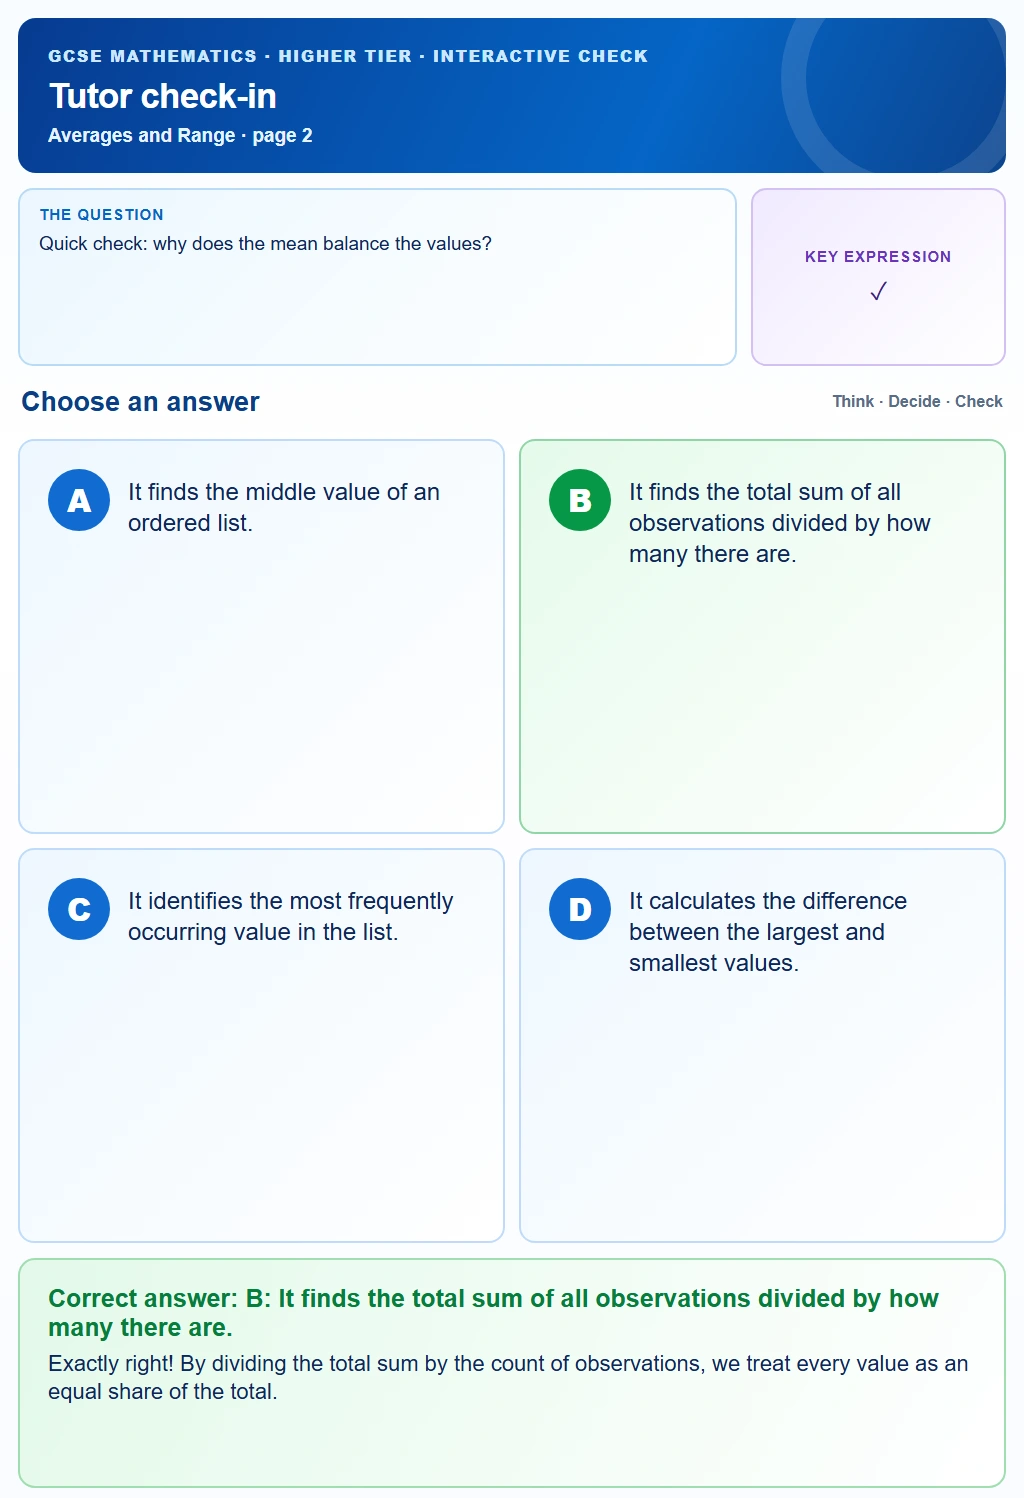 GCSE MATHEMATICS · HIGHER TIER · INTERACTIVE CHECK
Tutor check-in
Averages and Range · page 2
THE QUESTION
Quick check: why does the mean balance the values?
KEY EXPRESSION
✓
Choose an answer
Think · Decide · Check
A
It finds the middle value of an
ordered list.
B
It finds the total sum of all
observations divided by how
many there are.
C
It identifies the most frequently
occurring value in the list.
D
It calculates the difference
between the largest and
smallest values.
Correct answer: B: It finds the total sum of all observations divided by how
many there are.
Exactly right! By dividing the total sum by the count of observations, we treat every value as an
equal share of the total.